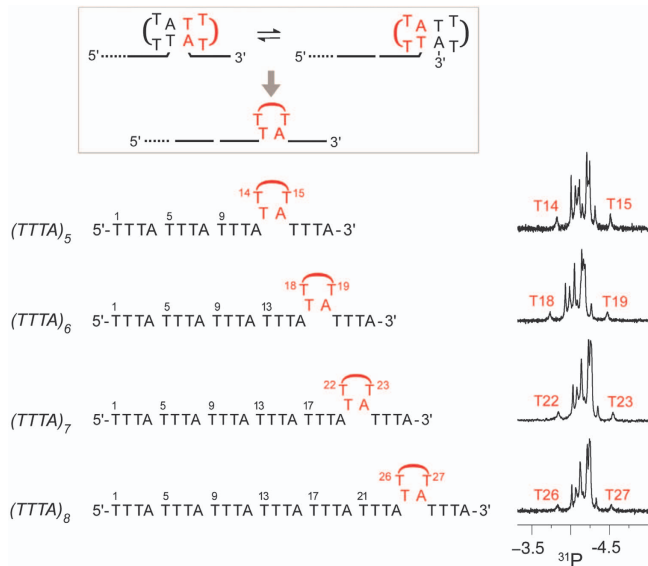 (T A T T)
(T T A T)
5' 3' ⇌ 5'
(T A T T
(T T) A T
3'
T T
T A
5' 3'
14 T T 15
T A
1 5 9
(TTTA)5 5'-TTTA TTTA TTTA TTTA-3'
T14 T15
18 T T 19
T A
1 5 9 13
(TTTA)6 5'-TTTA TTTA TTTA TTTA TTTA-3'
T18 T19
22 T T 23
T A
1 5 9 13 17
(TTTA)7 5'-TTTA TTTA TTTA TTTA TTTA TTTA-3'
T22 T23
26 T T 27
T A
1 5 9 13 17 21
(TTTA)8 5'-TTTA TTTA TTTA TTTA TTTA TTTA TTTA-3'
T26 T27
-3.5 -4.5
31P